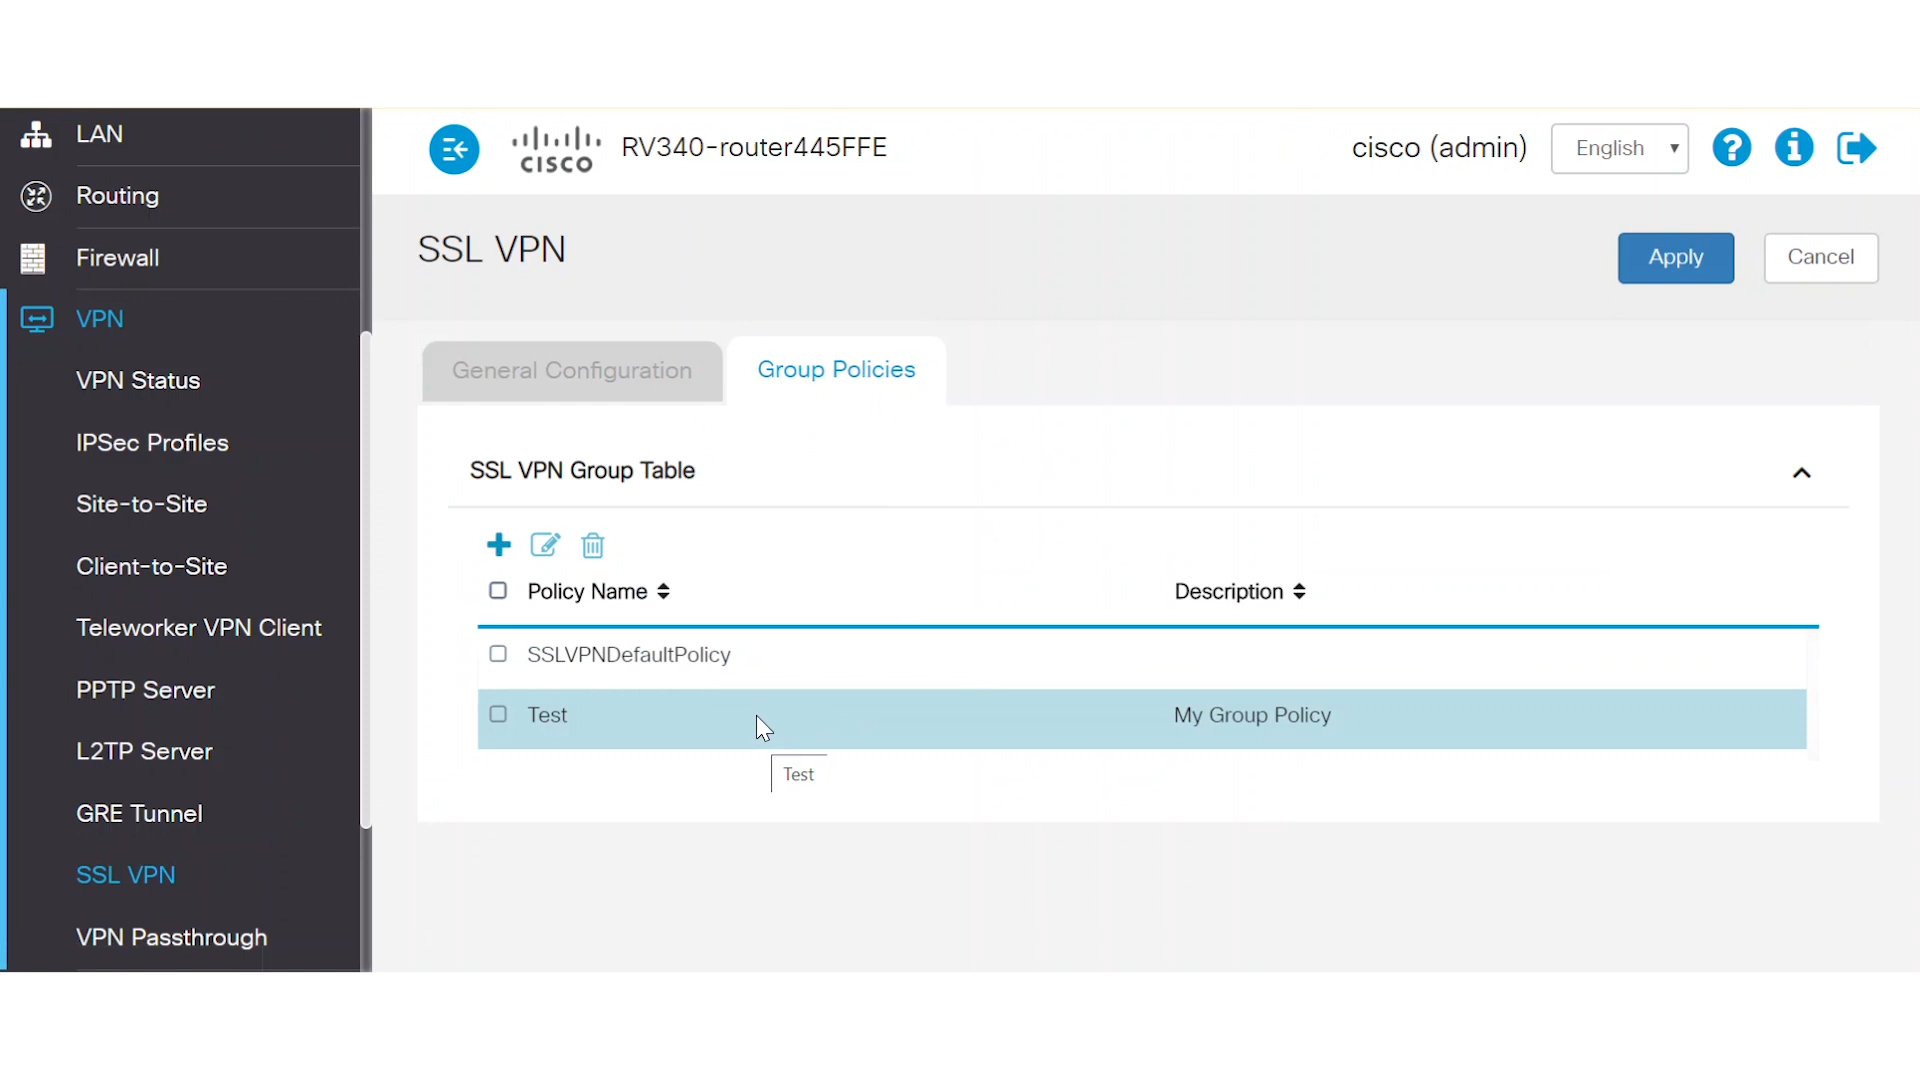 LAN
Routing
Firewall
VPN
VPN Status
IPSec Profiles
Site-to-Site
Client-to-Site
Teleworker VPN Client
PPTP Server
L2TP Server
GRE Tunnel
SSL VPN
VPN Passthrough
CISCO
RV340-router445FFE
cisco (admin)
English
SSL VPN
Apply
Cancel
General Configuration
Group Policies
SSL VPN Group Table
Policy Name
Description
SSLVPNDefaultPolicy
Test
My Group Policy
Test